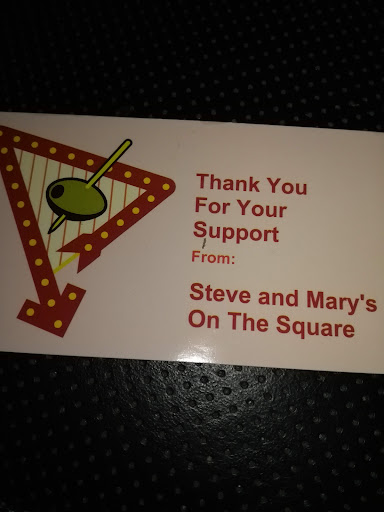 Thank You
For Your
Support
From:
Steve and Mary's
On The Square